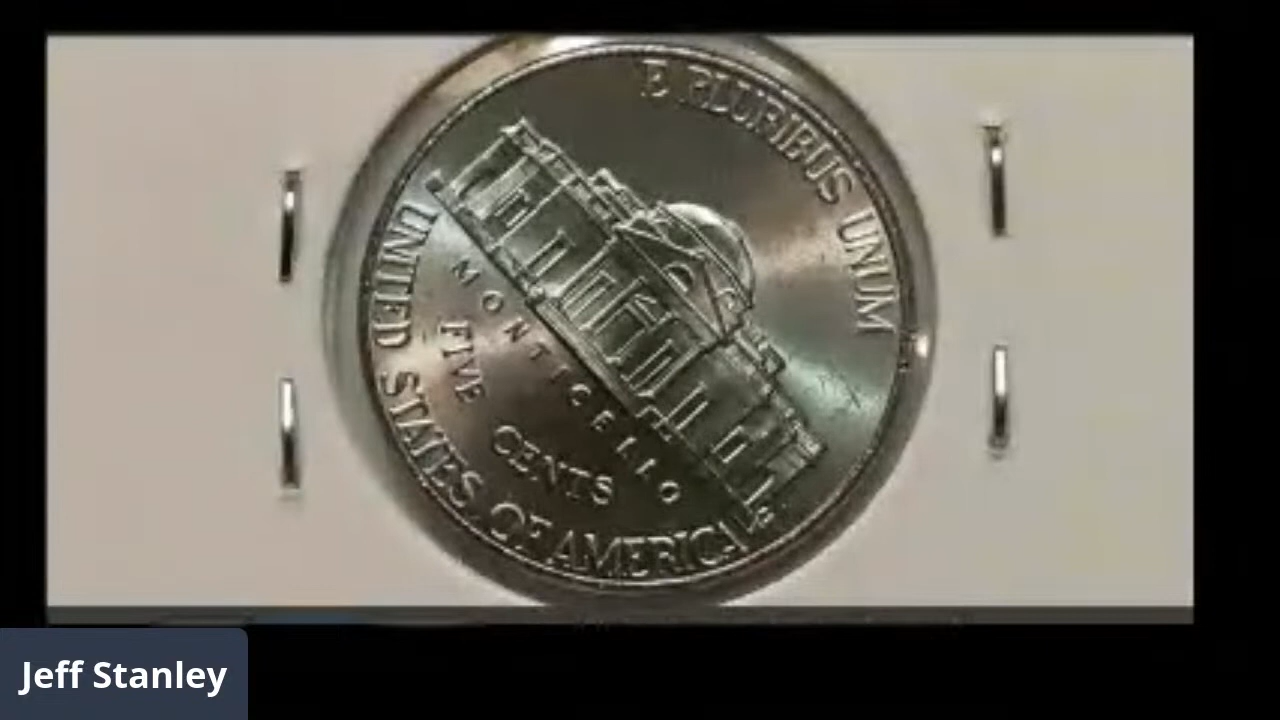 E PLURIBUS UNUM
MONTICELLO
FIVE CENTS
UNITED STATES OF AMERICA
Jeff Stanley